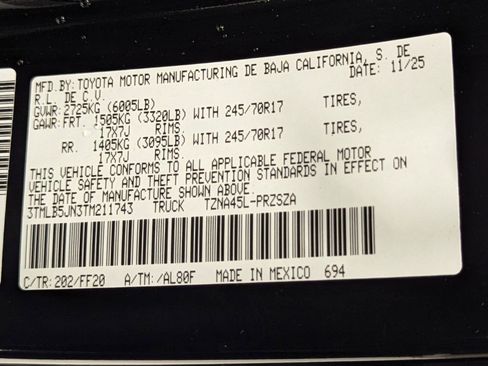 MFD.BY:TOYOTA MOTOR MANUFACTURING DE BAJA CALIFORNIA, S. DE
R.L. DE C.V. DATE: 11/25
GVWR: 2725KG (6005LB)
GAWR: FRT. 1505KG (3320LB) WITH 245/70R17 TIRES,
17X7J RIMS.
RR. 1405KG (3095LB) WITH 245/70R17 TIRES,
17X7J RIMS.
THIS VEHICLE CONFORMS TO ALL APPLICABLE FEDERAL MOTOR
VEHICLE SAFETY AND THEFT PREVENTION STANDARDS IN EFFECT ON
THE DATE OF MANUFACTURE SHOWN ABOVE.
3TMLB5JN3TM211743 TRUCK TZNA45L-PRZSZA
C/TR: 202/FF20 A/TM: /AL80F MADE IN MEXICO 694